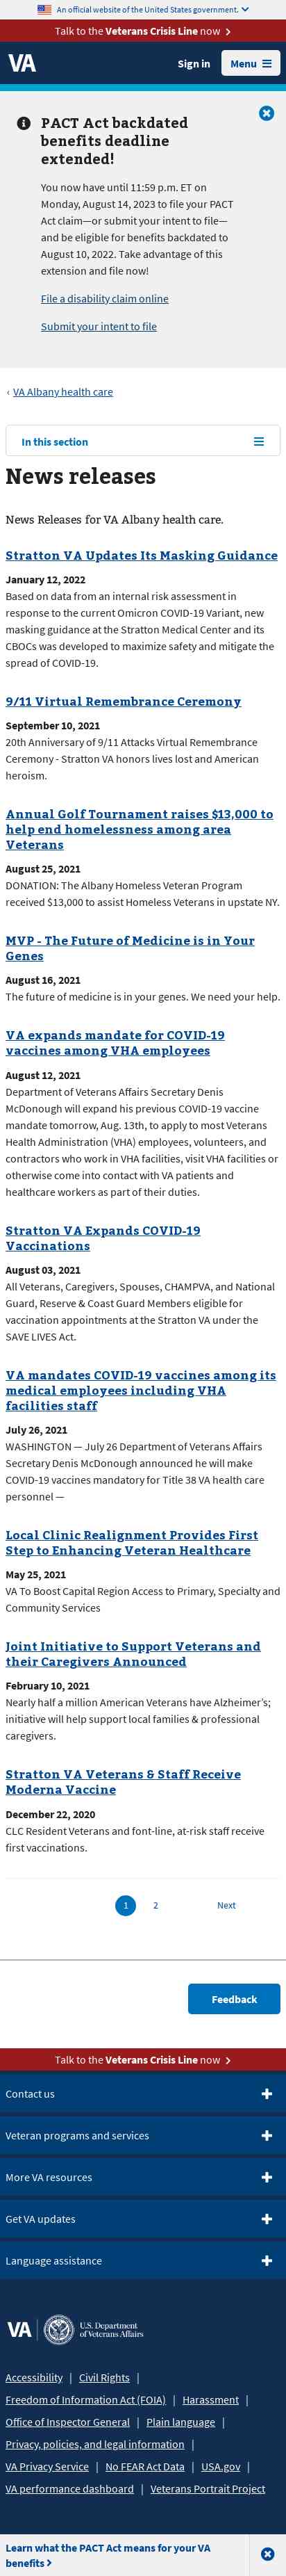 An official website of the United States government.
Talk to the Veterans Crisis Line now
VA
Sign in
Menu
PACT Act backdated
benefits deadline
extended!
You now have until 11:59 p.m. ET on
Monday, August 14, 2023 to file your PACT
Act claim—or submit your intent to file—
and be eligible for benefits backdated to
August 10, 2022. Take advantage of this
extension and file now!
File a disability claim online
Submit your intent to file
‹ VA Albany health care
In this section
News releases
News Releases for VA Albany health care.
Stratton VA Updates Its Masking Guidance
January 12, 2022
Based on data from an internal risk assessment in
response to the current Omicron COVID-19 Variant, new
masking guidance at the Stratton Medical Center and its
CBOCs was developed to maximize safety and mitigate the
spread of COVID-19.
9/11 Virtual Remembrance Ceremony
September 10, 2021
20th Anniversary of 9/11 Attacks Virtual Remembrance
Ceremony - Stratton VA honors lives lost and American
heroism.
Annual Golf Tournament raises $13,000 to
help end homelessness among area
Veterans
August 25, 2021
DONATION: The Albany Homeless Veteran Program
received $13,000 to assist Homeless Veterans in upstate NY.
MVP - The Future of Medicine is in Your
Genes
August 16, 2021
The future of medicine is in your genes. We need your help.
VA expands mandate for COVID-19
vaccines among VHA employees
August 12, 2021
Department of Veterans Affairs Secretary Denis
McDonough will expand his previous COVID-19 vaccine
mandate tomorrow, Aug. 13th, to apply to most Veterans
Health Administration (VHA) employees, volunteers, and
contractors who work in VHA facilities, visit VHA facilities or
otherwise come into contact with VA patients and
healthcare workers as part of their duties.
Stratton VA Expands COVID-19
Vaccinations
August 03, 2021
All Veterans, Caregivers, Spouses, CHAMPVA, and National
Guard, Reserve & Coast Guard Members eligible for
vaccination appointments at the Stratton VA under the
SAVE LIVES Act.
VA mandates COVID-19 vaccines among its
medical employees including VHA
facilities staff
July 26, 2021
WASHINGTON — July 26 Department of Veterans Affairs
Secretary Denis McDonough announced he will make
COVID-19 vaccines mandatory for Title 38 VA health care
personnel —
Local Clinic Realignment Provides First
Step to Enhancing Veteran Healthcare
May 25, 2021
VA To Boost Capital Region Access to Primary, Specialty and
Community Services
Joint Initiative to Support Veterans and
their Caregivers Announced
February 10, 2021
Nearly half a million American Veterans have Alzheimer’s;
initiative will help support local families & professional
caregivers.
Stratton VA Veterans & Staff Receive
Moderna Vaccine
December 22, 2020
CLC Resident Veterans and font-line, at-risk staff receive
first vaccinations.
1 2 Next
Feedback
Talk to the Veterans Crisis Line now
Contact us
Veteran programs and services
More VA resources
Get VA updates
Language assistance
VA
U.S. Department
of Veterans Affairs
Accessibility | Civil Rights |
Freedom of Information Act (FOIA) | Harassment |
Office of Inspector General | Plain language |
Privacy, policies, and legal information |
VA Privacy Service | No FEAR Act Data | USA.gov |
VA performance dashboard | Veterans Portrait Project
Learn what the PACT Act means for your VA
benefits